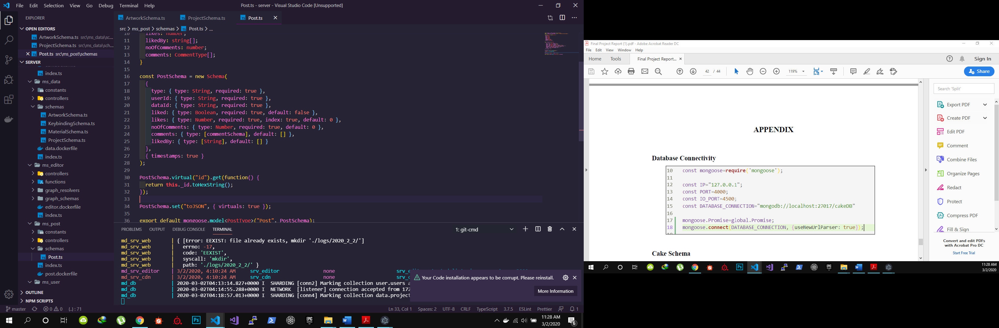 File Edit Selection View Go Debug Terminal Help
Post.ts - server - Visual Studio Code [Unsupported]
EXPLORER
OPEN EDITORS
ArtworkSchema.ts src\ms_data\sc...
ProjectSchema.ts src\ms_data\sch...
Post.ts src\ms_post\schemas
SERVER
index.ts
ms_data
constants
controllers
schemas
ArtworkSchema.ts
KeybindingSchema.ts
MaterialSchema.ts
ProjectSchema.ts
data.dockerfile
index.ts
ms_editor
controllers
functions
graph_resolvers
graph_schemas
editor.dockerfile
index.ts
ms_post
constants
controllers
schemas
Post.ts
index.ts
post.dockerfile
ms_user
OUTLINE
NPM SCRIPTS
ArtworkSchema.ts ProjectSchema.ts Post.ts
src > ms_post > schemas > Post.ts > ...
10 likes: number;
11 likedBy: string[];
12 noOfComments: number;
13 comments: CommentType[];
14 }
15
16 const PostSchema = new Schema(
17 {
18 type: { type: String, required: true },
19 userId: { type: String, required: true },
20 dataId: { type: String, required: true },
21 liked: { type: Boolean, required: true, default: false },
22 likes: { type: Number, required: true, index: true, default: 0 },
23 noOfComments: { type: Number, required: true, default: 0 },
24 comments: { type: [commentSchema], default: [] },
25 likedBy: { type: [String], default: [] }
26 },
27 { timestamps: true }
28 );
29
30 PostSchema.virtual("id").get(function() {
31 return this._id.toHexString();
32 });
33
34 PostSchema.set("toJSON", { virtuals: true });
35
36 export default mongoose.model<PostType>("Post", PostSchema);
PROBLEMS OUTPUT DEBUG CONSOLE TERMINAL
1: git-cmd
md_srv_web | { [Error: EEXIST: file already exists, mkdir './logs/2020_2_2/']
md_srv_web | errno: -17,
md_srv_web | code: 'EEXIST',
md_srv_web | syscall: 'mkdir',
md_srv_web | path: './logs/2020_2_2/' }
md_srv_editor | 3/2/2020, 4:10:24 AM srv_editor none
md_srv_cdn | 3/2/2020, 4:10:24 AM srv_cdn none
md_db | 2020-03-02T04:13:14.827+0000 I SHARDING [conn2] Marking collection user.users a
md_db | 2020-03-02T04:14:55.288+0000 I NETWORK [listener] connection accepted from 172
md_db | 2020-03-02T04:18:57.013+0000 I SHARDING [conn4] Marking collection data.project
Your Code installation appears to be corrupt. Please reinstall.
More Information
master 0 0 {..} : 71
Ln 33, Col 1 Spaces: 2 UTF-8 CRLF TypeScript 3.7.5 ESLint Prettier 1
Ps
EPIC GAMES
11:28 AM
3/2/2020
6
Final Project Report (1).pdf - Adobe Acrobat Reader DC
File Edit View Window Help
Home Tools Final Project Report... Sign In
42 / 44 119% Share
APPENDIX
Database Connectivity
10 const mongoose=require('mongoose');
11
12 const IP="127.0.0.1";
13 const PORT=4000;
14 const IO_PORT=4500;
15 const DATABASE_CONNECTION="mongodb://localhost:27017/cakeDB"
16
17 mongoose.Promise=global.Promise;
18 mongoose.connect(DATABASE_CONNECTION, {useNewUrlParser: true});
Cake Schema
Search 'Split'
Export PDF
Create PDF
Edit PDF
Comment
Combine Files
Organize Pages
Redact
Protect
Compress PDF
Fill & Sign
Convert and edit PDFs
with Acrobat Pro DC
Start Free Trial
Ps
EPIC
11:28 AM
3/2/2020